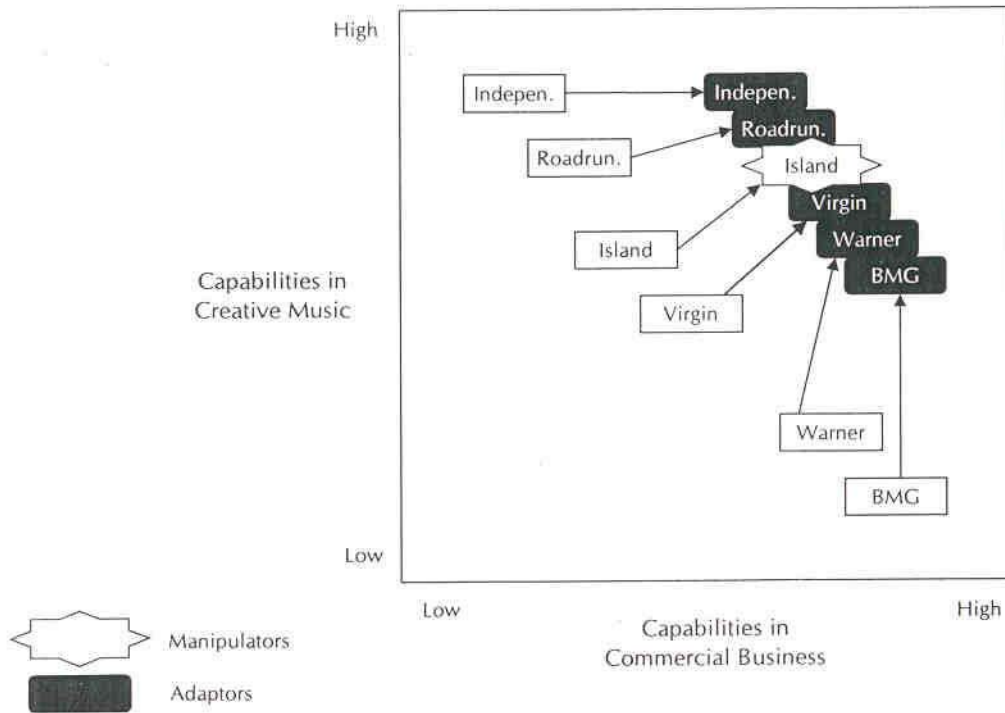 High
Indepen.
Indepen.
Roadrun.
Roadrun.
Island
Virgin
Island
Warner
Capabilities in
Creative Music
BMG
Virgin
Warner
BMG
Low
Low
High
Capabilities in
Commercial Business
Manipulators
Adaptors